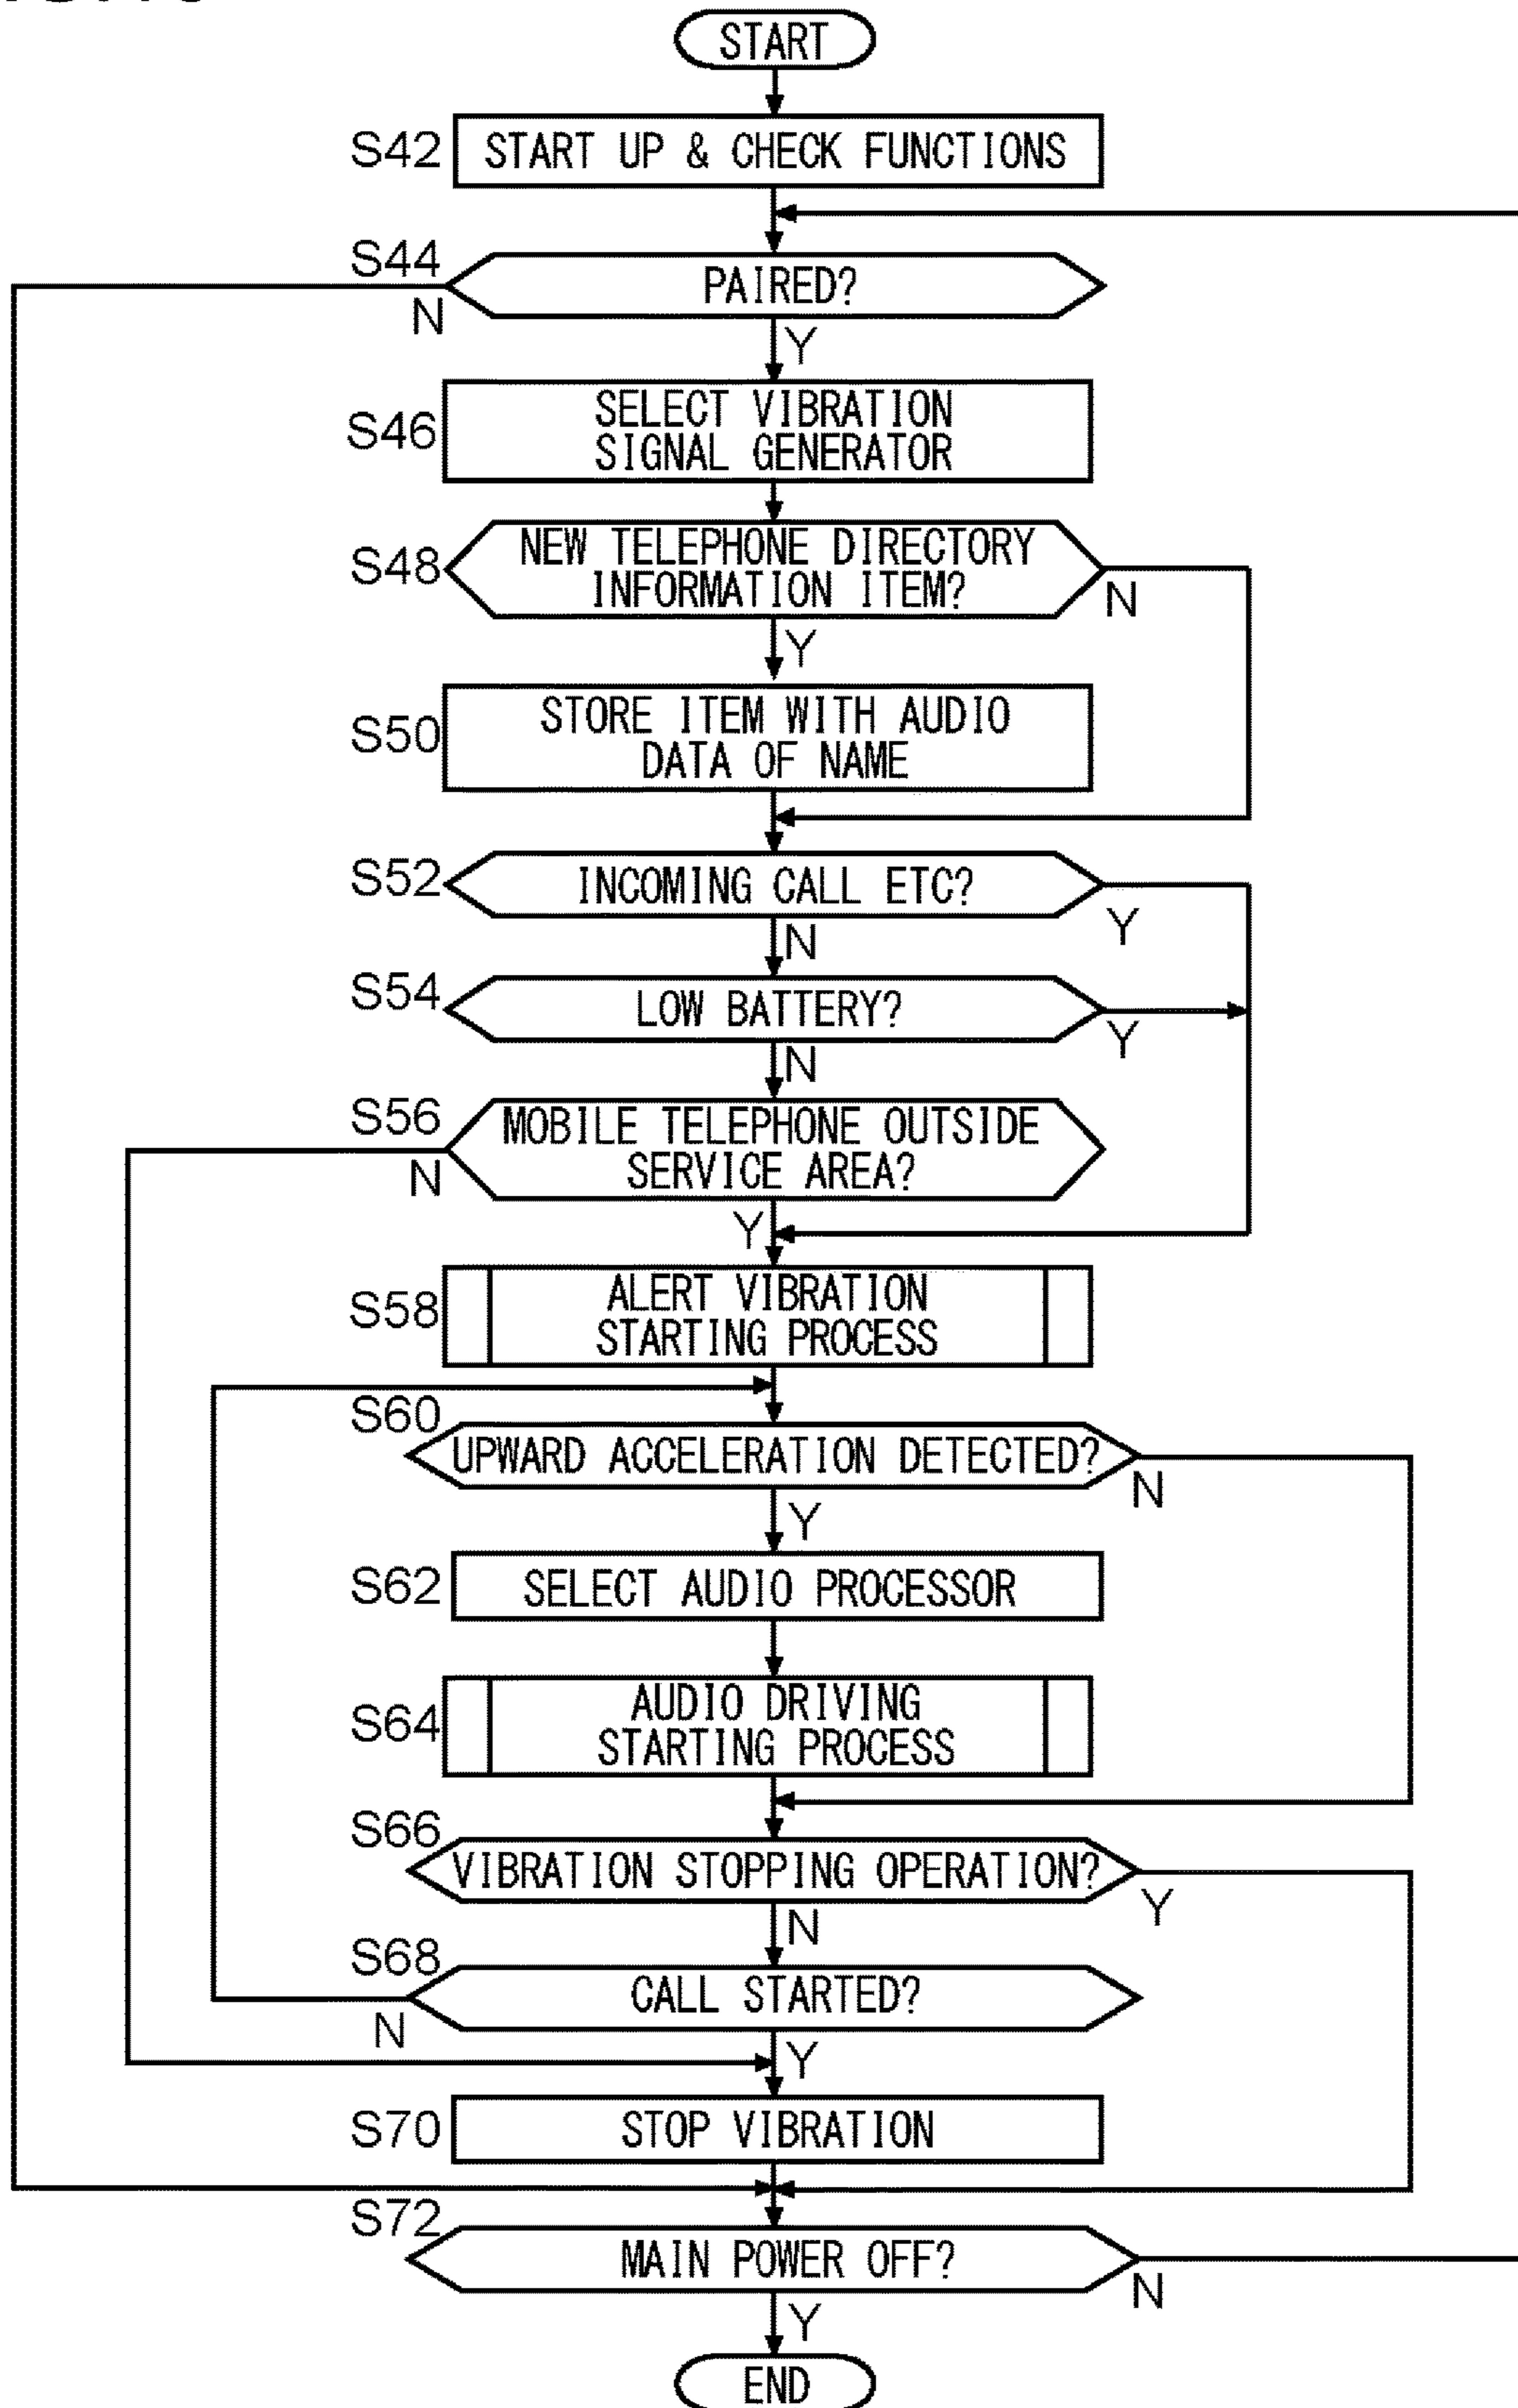 START
S42
START UP & CHECK FUNCTIONS
S44
PAIRED?
N
Y
S46
SELECT VIBRATION
SIGNAL GENERATOR
S48
NEW TELEPHONE DIRECTORY
INFORMATION ITEM?
N
Y
S50
STORE ITEM WITH AUDIO
DATA OF NAME
S52
INCOMING CALL ETC?
Y
N
S54
LOW BATTERY?
Y
N
S56
MOBILE TELEPHONE OUTSIDE
SERVICE AREA?
N
Y
S58
ALERT VIBRATION
STARTING PROCESS
S60
UPWARD ACCELERATION DETECTED?
N
Y
S62
SELECT AUDIO PROCESSOR
S64
AUDIO DRIVING
STARTING PROCESS
S66
VIBRATION STOPPING OPERATION?
Y
N
S68
CALL STARTED?
N
Y
S70
STOP VIBRATION
S72
MAIN POWER OFF?
N
Y
END